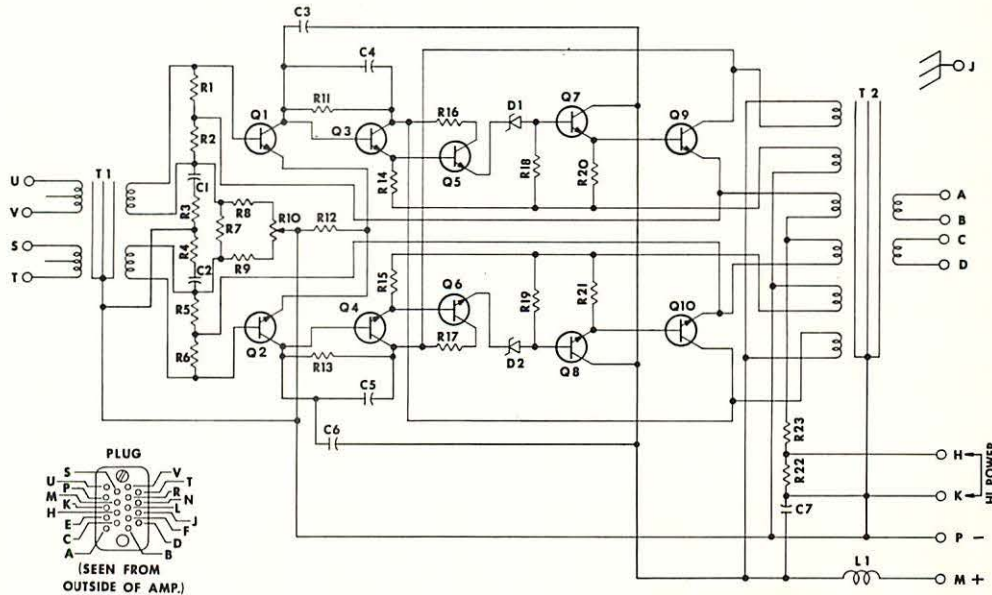 C3
C4
J
T 2
R1
R11
Q1
Q3
R16
D1
Q7
Q9
R2
U
T 1
C1
R14
Q5
R18
R20
V
R3
R8
R10
R12
A
S
R4
R7
B
C2
R9
C
T
R15
Q6
R19
R21
D
R5
Q4
Q10
R6
Q2
R17
D2
Q8
R13
C5
C6
R23
H
PLUG
R22
HI POWER
K
C7
S
V
U
T
P
R
M
N
K
L
H
J
E
F
C
D
A
B
P −
L1
M +
(SEEN FROM
OUTSIDE OF AMP.)